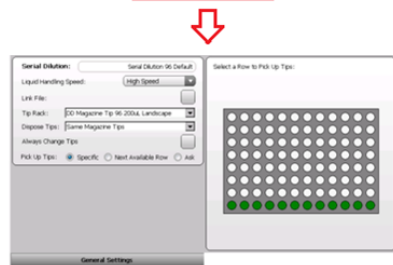 Serial Dilution: Serial Dilution 96 Default
Select a Row to Pick Up Tips:
Liquid Handling Speed: High Speed
Link File:
Tip Rack: DD Magazine Tip 96 200uL Landscape
Dispose Tips: Same Magazine Tips
Always Change Tips
Pick Up Tips: Specific Next Available Row Ask
General Settings